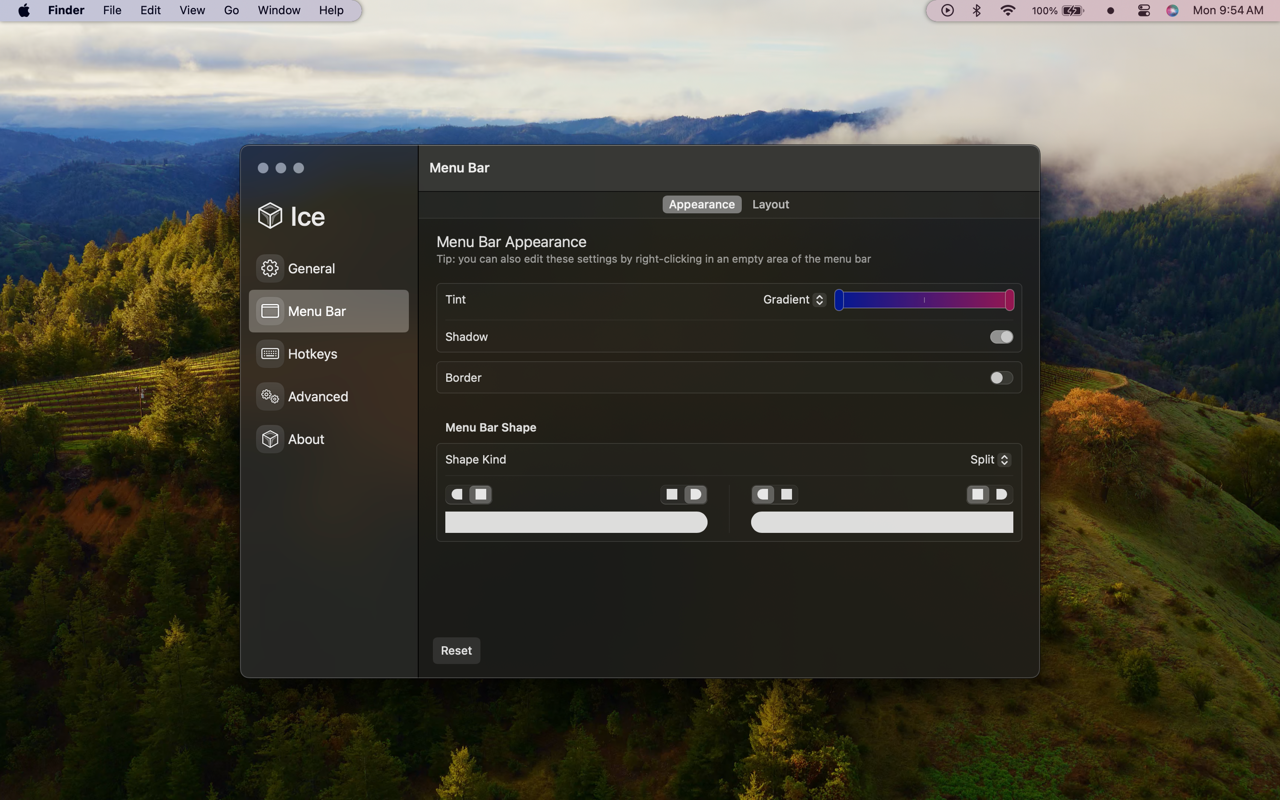 Finder File Edit View Go Window Help 100% Mon 9:54 AM
Menu Bar
Ice
Appearance Layout
Menu Bar Appearance
Tip: you can also edit these settings by right-clicking in an empty area of the menu bar
General
Menu Bar
Hotkeys
Advanced
About
Tint Gradient
Shadow
Border
Menu Bar Shape
Shape Kind Split
Reset